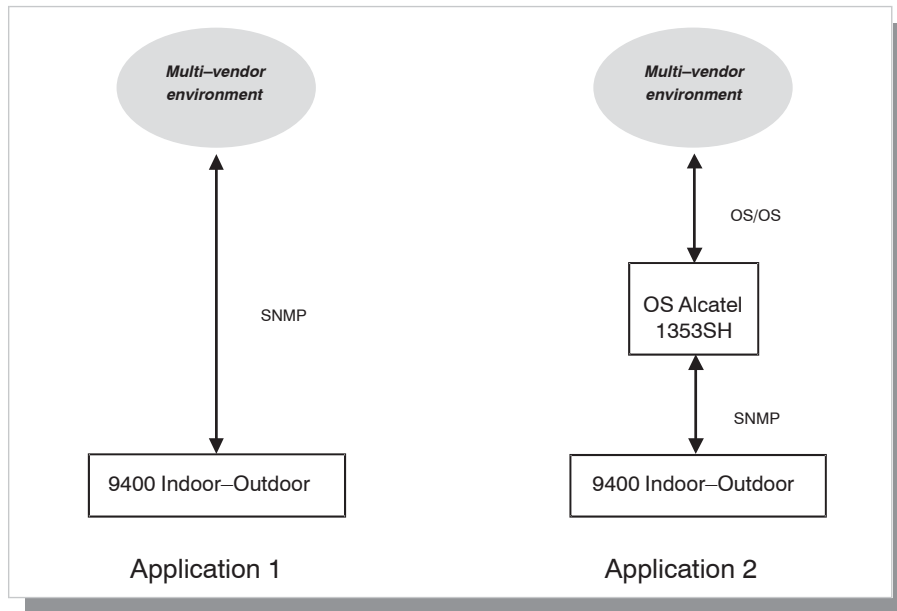 Multi–vendor
environment
SNMP
9400 Indoor–Outdoor
Application 1
Multi–vendor
environment
OS/OS
OS Alcatel
1353SH
SNMP
9400 Indoor–Outdoor
Application 2